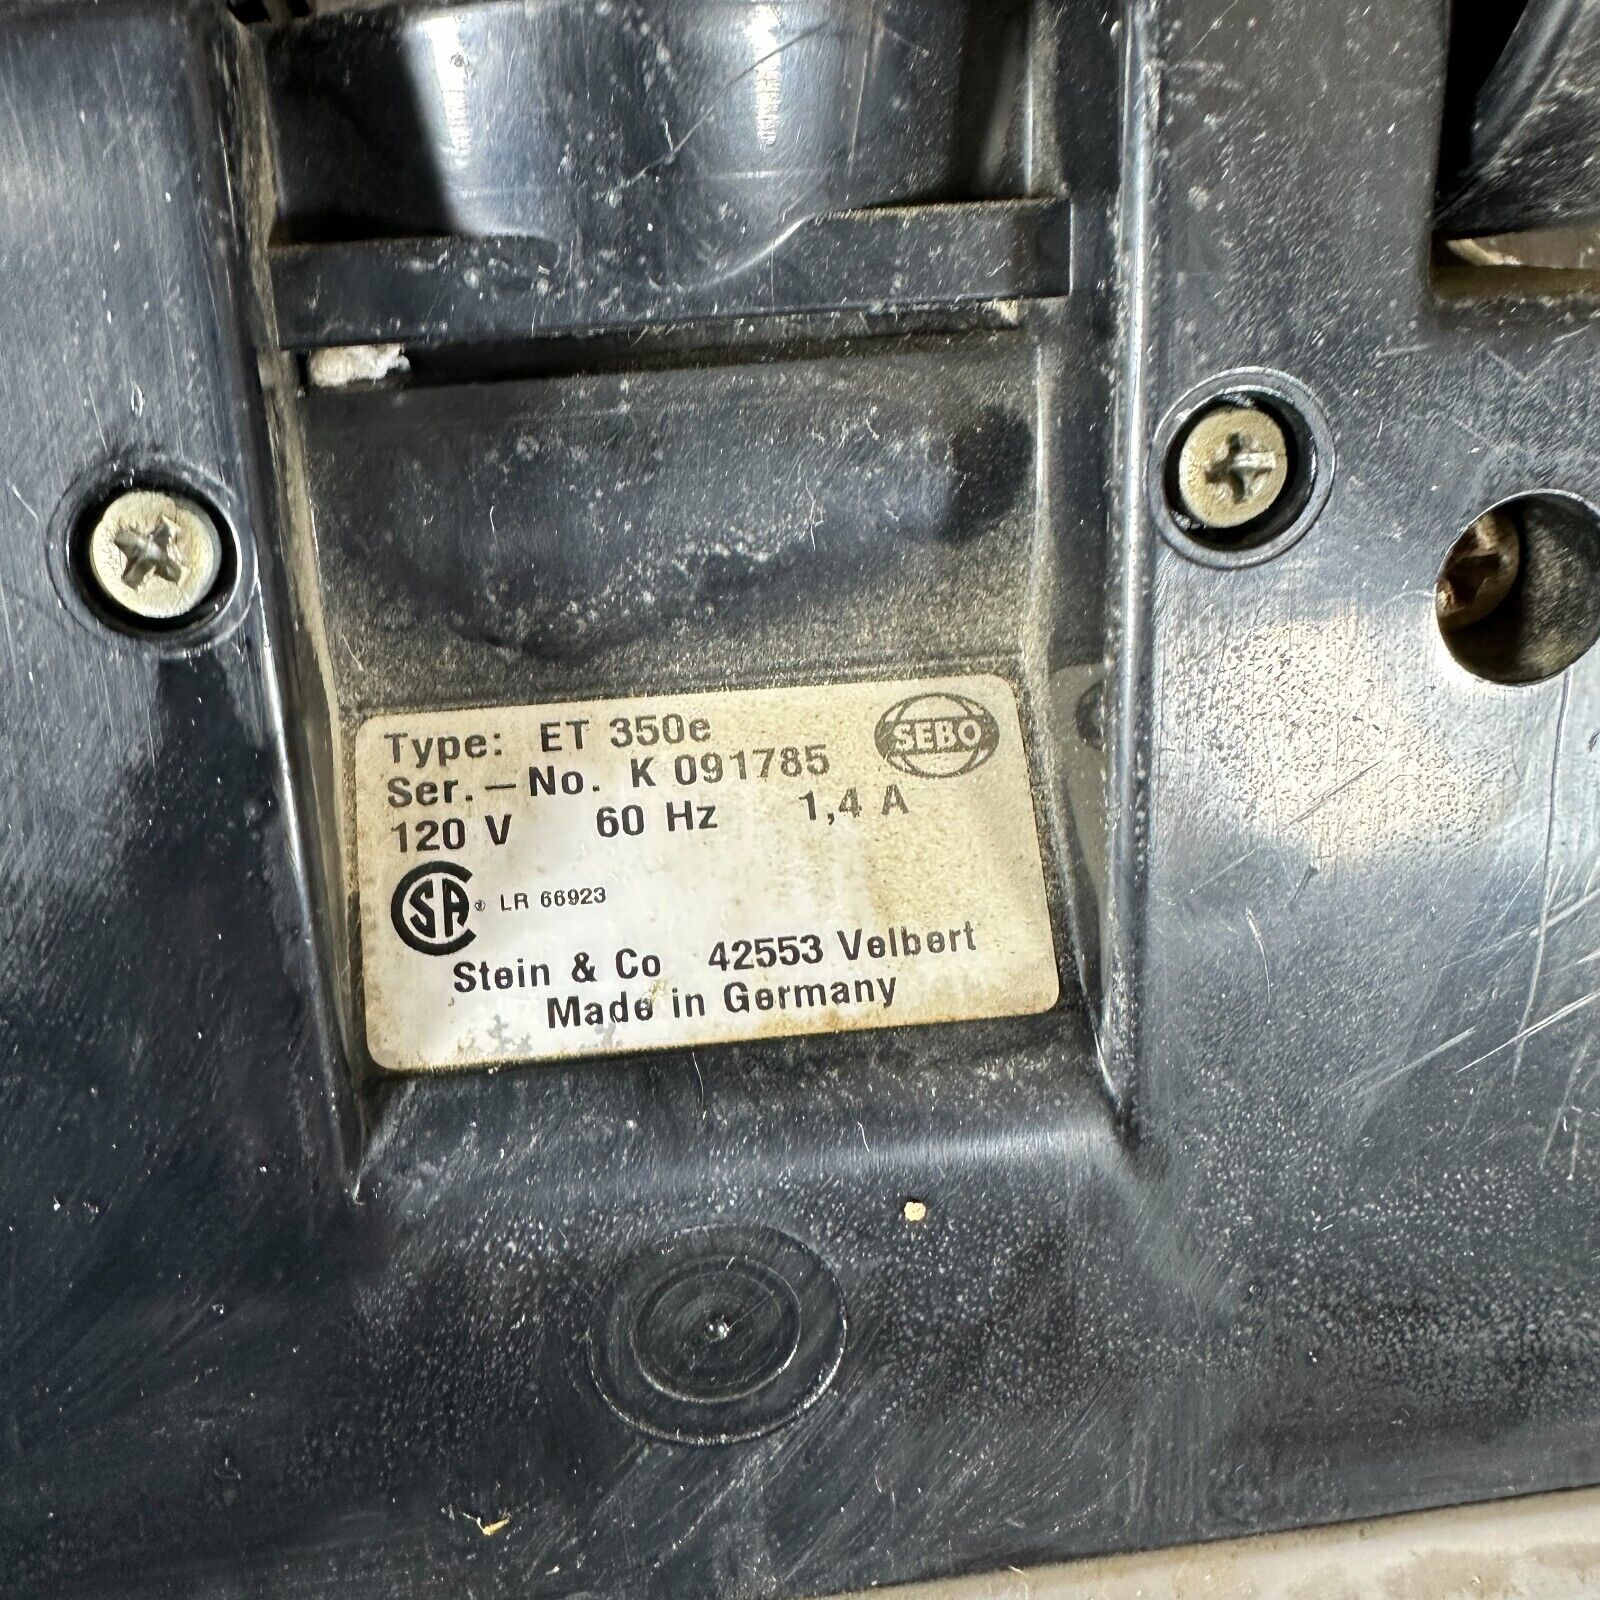 Type: ET 350e SEBO
Ser.-No. K 091785
120 V 60 Hz 1,4 A
CSA ® LR 66923
Stein & Co 42553 Velbert
Made in Germany